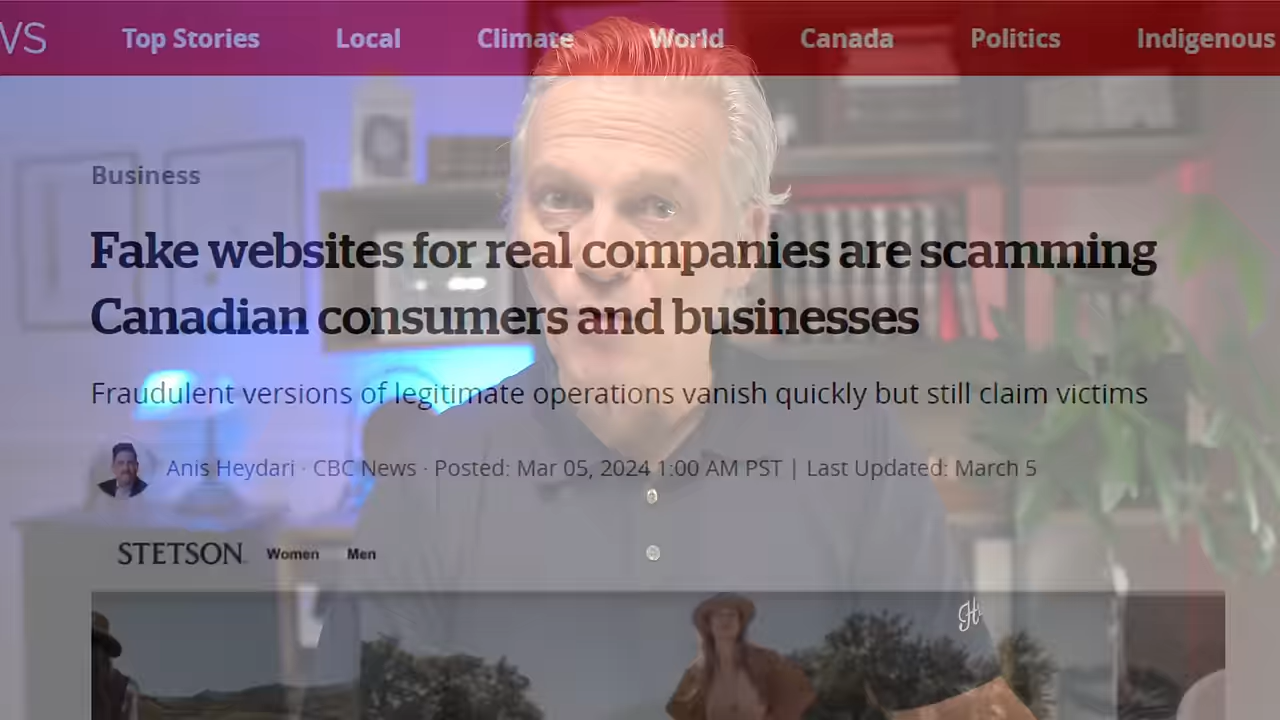 VS Top Stories Local Climate World Canada Politics Indigenous
Business
Fake websites for real companies are scamming
Canadian consumers and businesses
Fraudulent versions of legitimate operations vanish quickly but still claim victims
Anis Heydari · CBC News · Posted: Mar 05, 2024 1:00 AM PST | Last Updated: March 5
STETSON Women Men